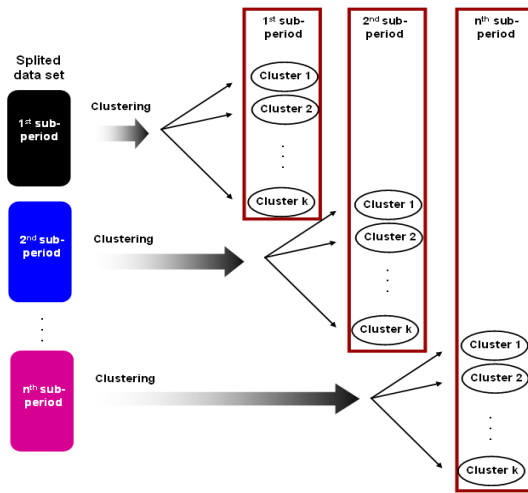 Splited
data set
1st sub-
period
2nd sub-
period
. . .
nth sub-
period
Clustering
Clustering
Clustering
1st sub-
period
Cluster 1
Cluster 2
. . .
Cluster k
2nd sub-
period
Cluster 1
Cluster 2
. . .
Cluster k
nth sub-
period
Cluster 1
Cluster 2
. . .
Cluster k